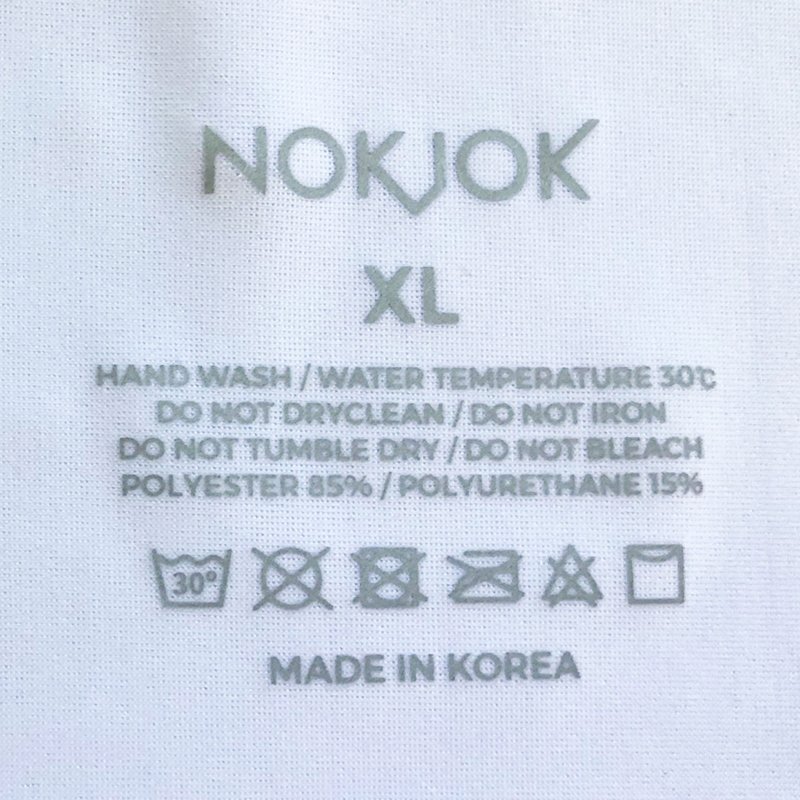 NOKJOK
XL
HAND WASH / WATER TEMPERATURE 30℃
DO NOT DRYCLEAN / DO NOT IRON
DO NOT TUMBLE DRY / DO NOT BLEACH
POLYESTER 85% / POLYURETHANE 15%
30°
MADE IN KOREA